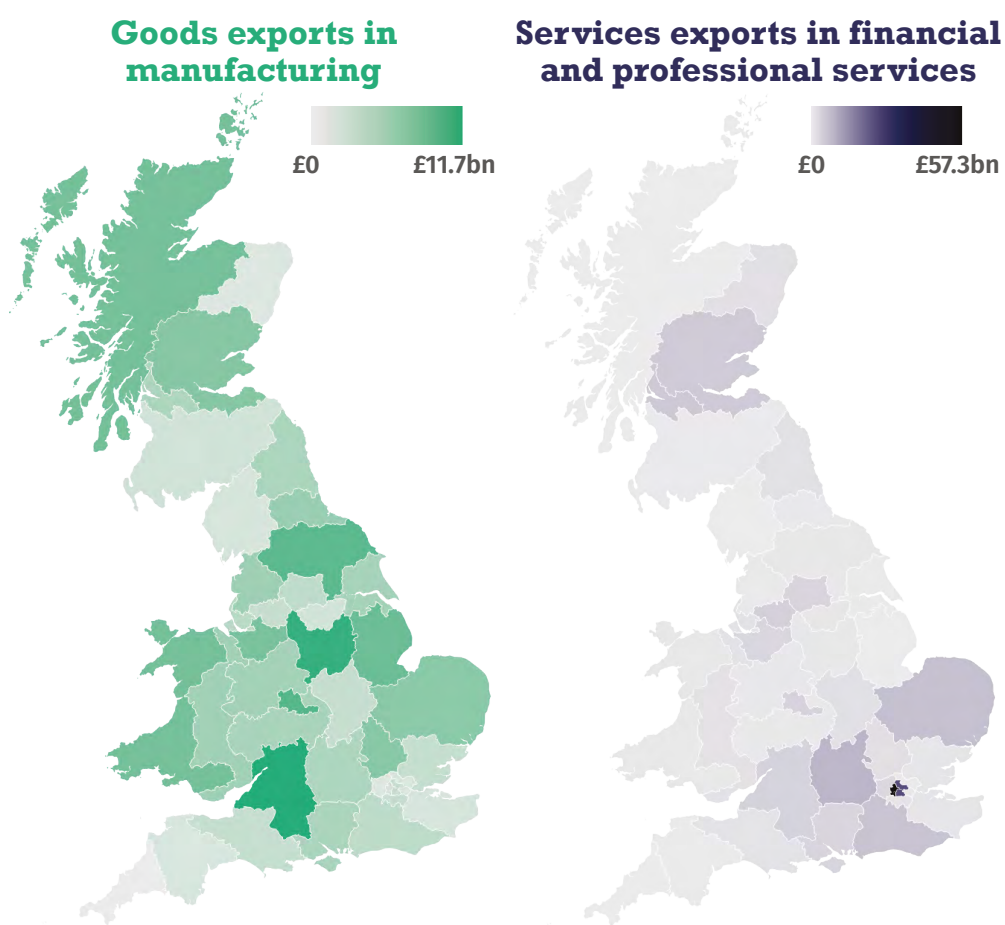 Goods exports in
manufacturing
£0
£11.7bn
Services exports in financial
and professional services
£0
£57.3bn